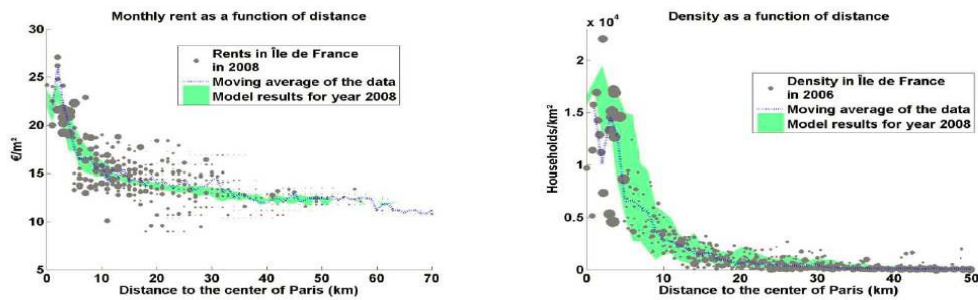 Monthly rent as a function of distance
30
25
20
15
10
5
€/m²
Rents in Île de France
in 2008
Moving average of the data
Model results for year 2008
0 10 20 30 40 50 60 70
Distance to the center of Paris (km)
Density as a function of distance
x 10⁴
2
1.5
1
0.5
0
Households/km²
Density in Île de France
in 2006
Moving average of the data
Model results for year 2008
0 10 20 30 40 50
Distance to the center of Paris (km)